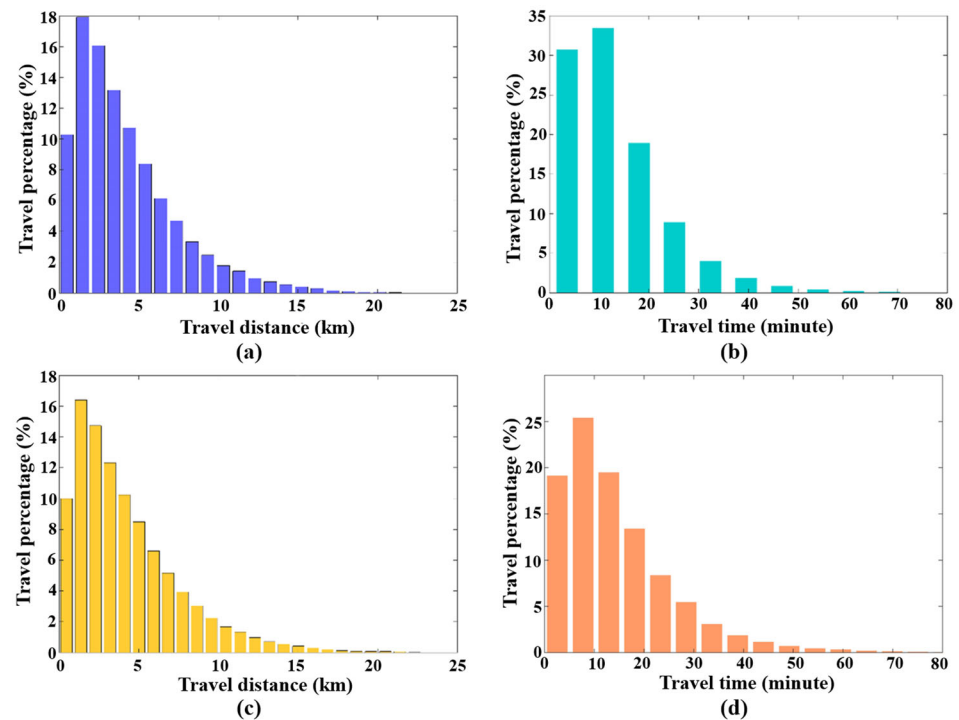 18
16
14
12
10
8
6
4
2
0
Travel percentage (%)
0 5 10 15 20 25
Travel distance (km)
(a)
35
30
25
20
15
10
5
0
Travel percentage (%)
0 10 20 30 40 50 60 70 80
Travel time (minute)
(b)
18
16
14
12
10
8
6
4
2
0
Travel percentage (%)
0 5 10 15 20 25
Travel distance (km)
(c)
25
20
15
10
5
0
Travel percentage (%)
0 10 20 30 40 50 60 70 80
Travel time (minute)
(d)